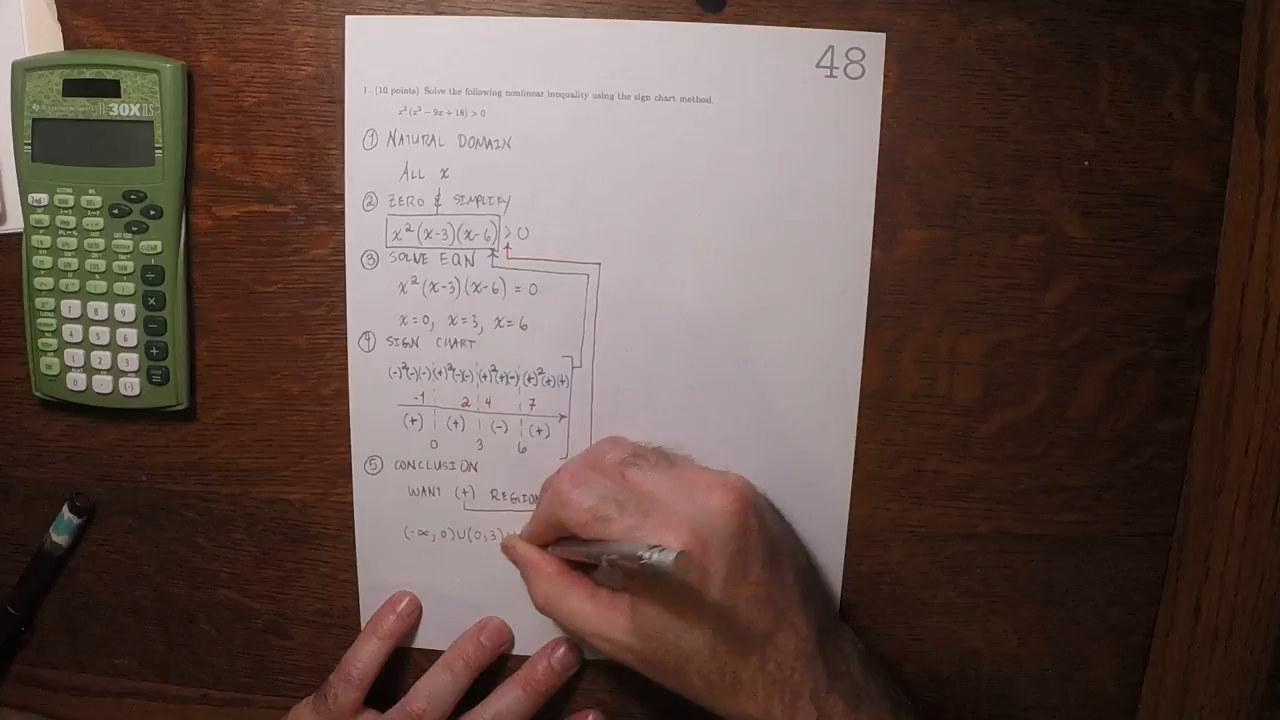 48
1. (10 points) Solve the following nonlinear inequality using the sign chart method.
x²(x² − 9x + 18) > 0
① NATURAL DOMAIN
ALL x
② ZERO & SIMPLIFY
x²(x-3)(x-6) > 0
③ SOLVE EQN
x²(x-3)(x-6) = 0
x=0, x=3, x=6
④ SIGN CHART
(-)²(-)(-) (+)²(-)(-) (+)²(+)(-) (+)²(+)(+)
-1 2 4 7
(+) (+) (-) (+)
0 3 6
⑤ CONCLUSION
WANT (+) REGION
(-∞, 0)∪(0,3)∪
TI-30X IIS